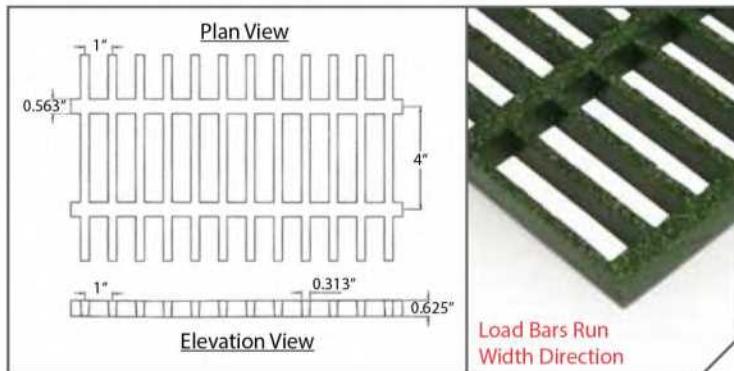 Plan View
1"
0.563"
4"
1"
0.313"
0.625"
Elevation View
Load Bars Run
Width Direction